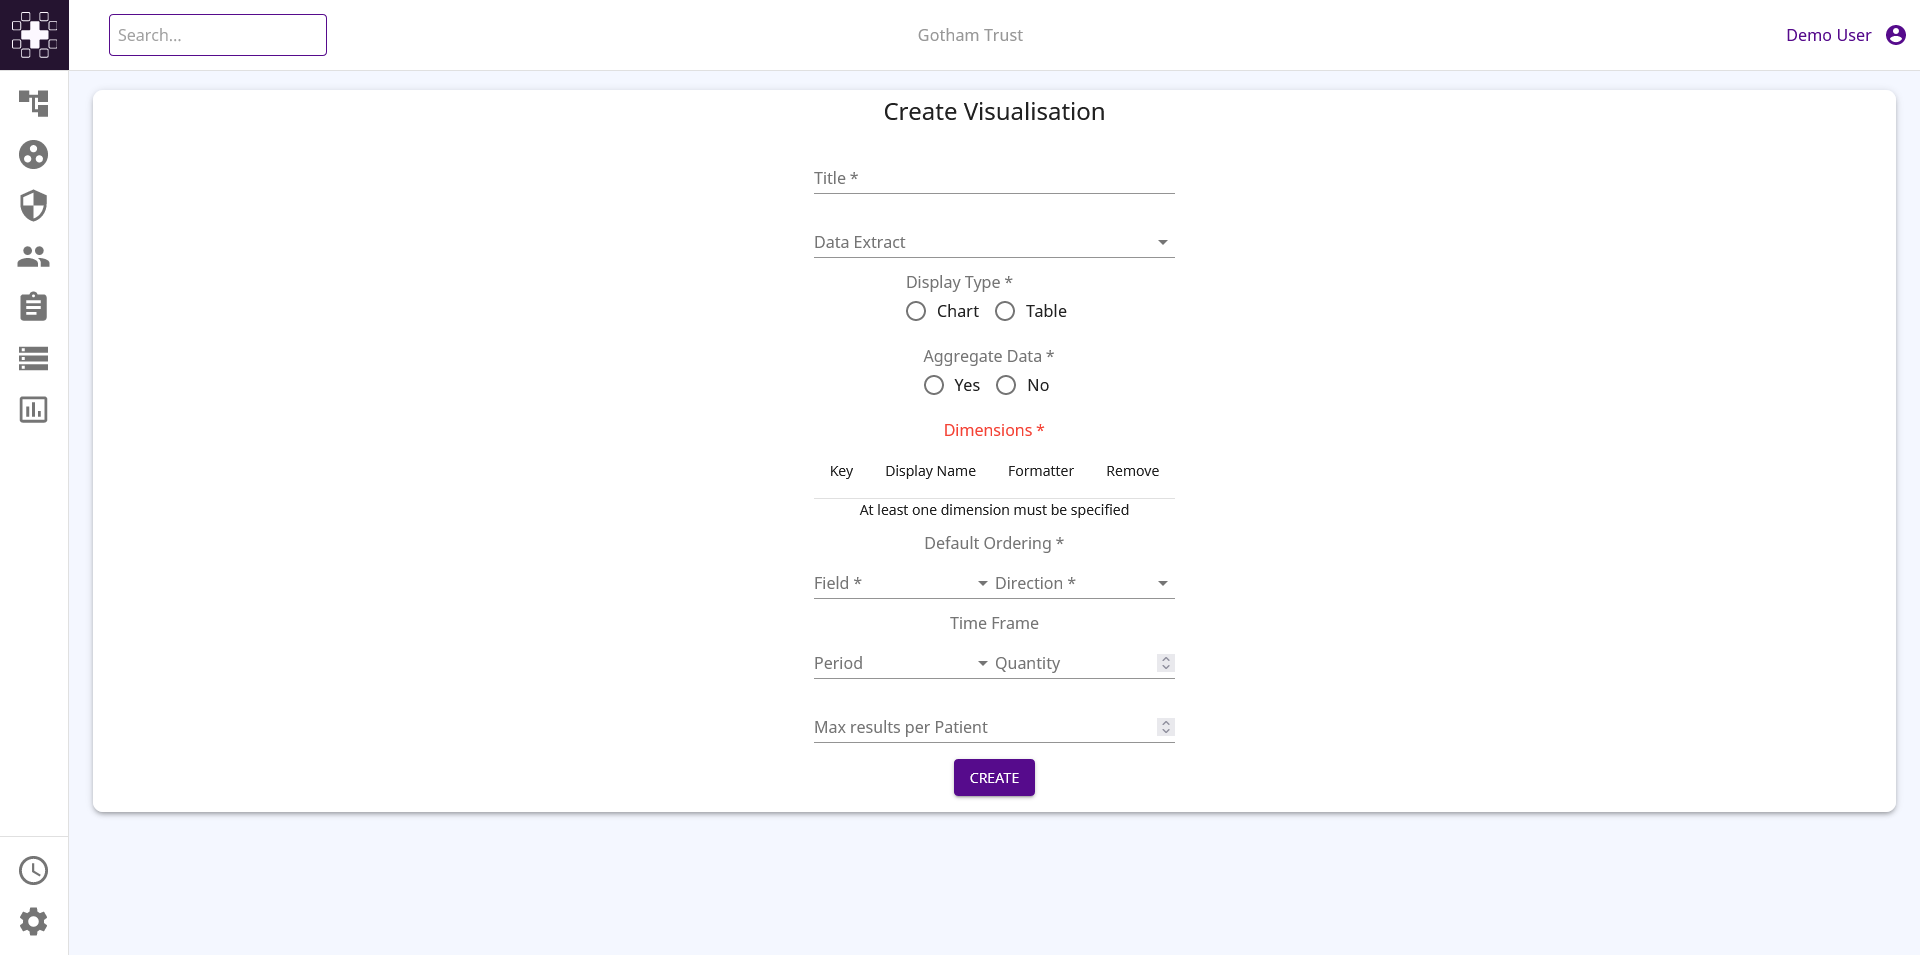 Search...
Gotham Trust
Demo User
Create Visualisation
Title *
Data Extract
Display Type *
Chart Table
Aggregate Data *
Yes No
Dimensions *
Key Display Name Formatter Remove
At least one dimension must be specified
Default Ordering *
Field * Direction *
Time Frame
Period Quantity
Max results per Patient
CREATE